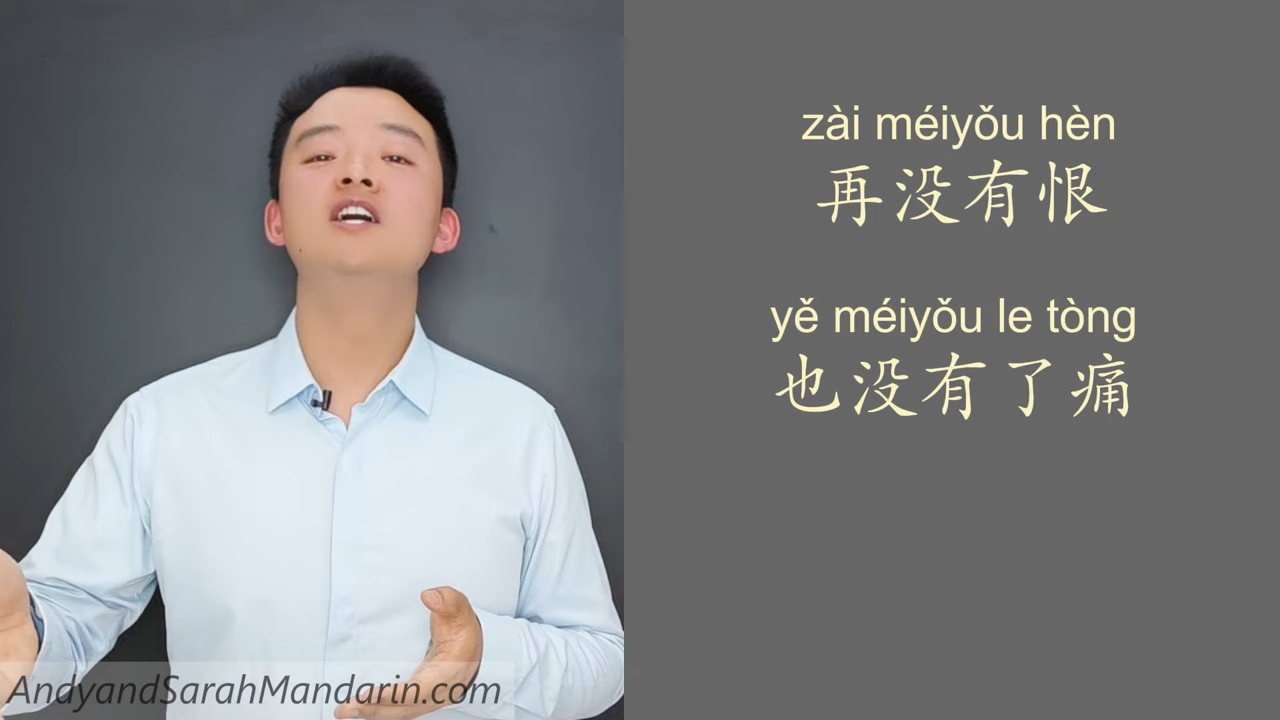 zài méiyǒu hèn
再没有恨
yě méiyǒu le tòng
也没有了痛
AndyandSarahMandarin.com